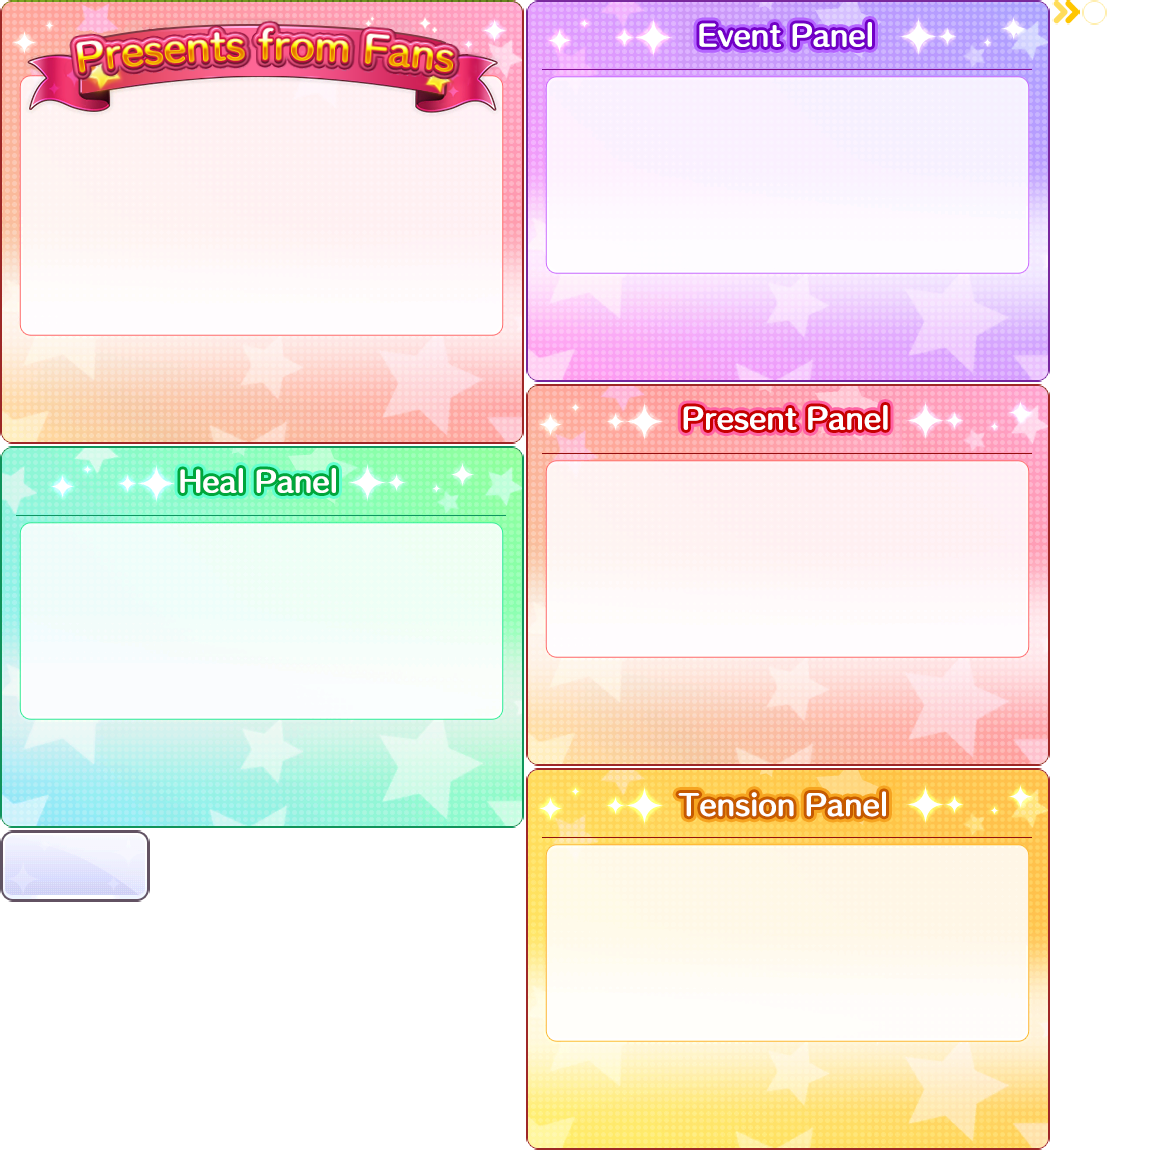 Presents from Fans
Event Panel
Present Panel
Heal Panel
Tension Panel